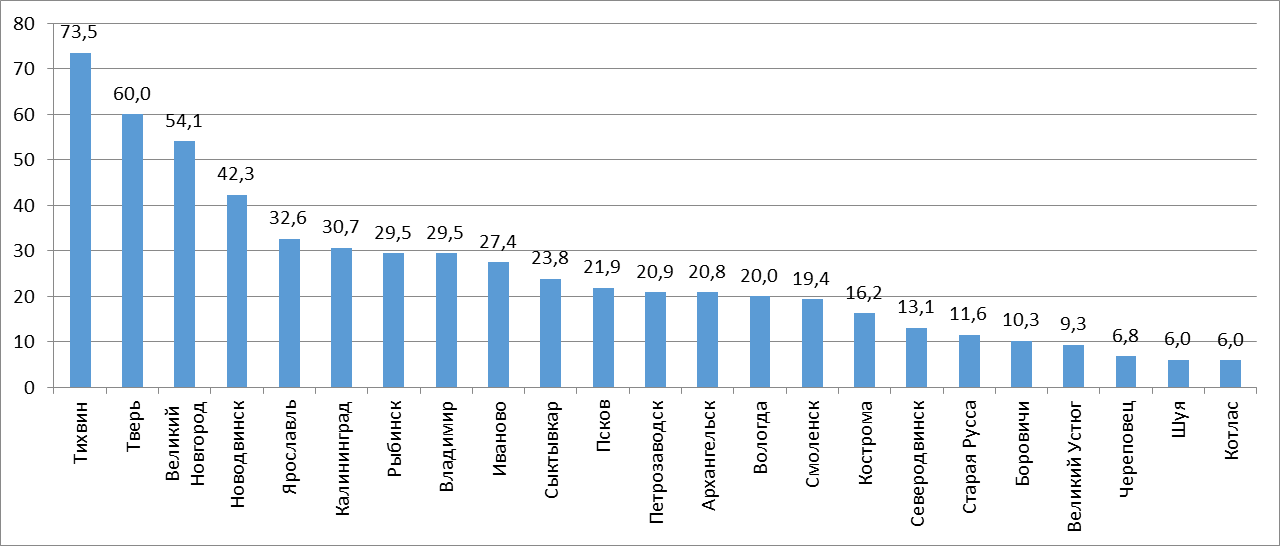 80
70
60
50
40
30
20
10
0
73,5
60,0
54,1
42,3
32,6
30,7
29,5
29,5
27,4
23,8
21,9
20,9
20,8
20,0
19,4
16,2
13,1
11,6
10,3
9,3
6,8
6,0
6,0
Тихвин
Тверь
Великий
Новгород
Новодвинск
Ярославль
Калининград
Рыбинск
Владимир
Иваново
Сыктывкар
Псков
Петрозаводск
Архангельск
Вологда
Смоленск
Кострома
Северодвинск
Старая Русса
Боровичи
Великий Устюг
Череповец
Шуя
Котлас